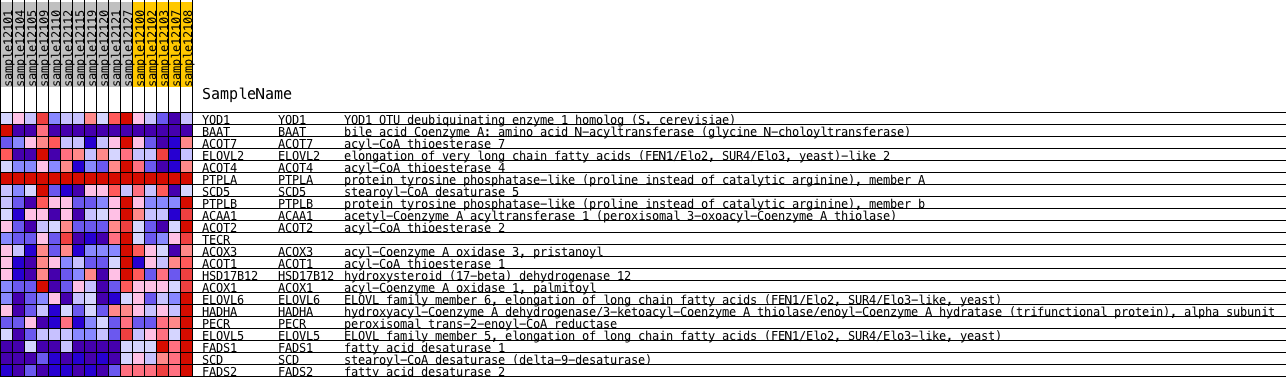 sample12101
sample12104
sample12105
sample12109
sample12110
sample12112
sample12115
sample12119
sample12120
sample12121
sample12127
sample12100
sample12102
sample12103
sample12107
sample12108
SampleName
YOD1 YOD1 YOD1 OTU deubiquinating enzyme 1 homolog (S. cerevisiae)
BAAT BAAT bile acid Coenzyme A: amino acid N-acyltransferase (glycine N-choloyltransferase)
ACOT7 ACOT7 acyl-CoA thioesterase 7
ELOVL2 ELOVL2 elongation of very long chain fatty acids (FEN1/Elo2, SUR4/Elo3, yeast)-like 2
ACOT4 ACOT4 acyl-CoA thioesterase 4
PTPLA PTPLA protein tyrosine phosphatase-like (proline instead of catalytic arginine), member A
SCD5 SCD5 stearoyl-CoA desaturase 5
PTPLB PTPLB protein tyrosine phosphatase-like (proline instead of catalytic arginine), member b
ACAA1 ACAA1 acetyl-Coenzyme A acyltransferase 1 (peroxisomal 3-oxoacyl-Coenzyme A thiolase)
ACOT2 ACOT2 acyl-CoA thioesterase 2
TECR
ACOX3 ACOX3 acyl-Coenzyme A oxidase 3, pristanoyl
ACOT1 ACOT1 acyl-CoA thioesterase 1
HSD17B12 HSD17B12 hydroxysteroid (17-beta) dehydrogenase 12
ACOX1 ACOX1 acyl-Coenzyme A oxidase 1, palmitoyl
ELOVL6 ELOVL6 ELOVL family member 6, elongation of long chain fatty acids (FEN1/Elo2, SUR4/Elo3-like, yeast)
HADHA HADHA hydroxyacyl-Coenzyme A dehydrogenase/3-ketoacyl-Coenzyme A thiolase/enoyl-Coenzyme A hydratase (trifunctional protein), alpha subunit
PECR PECR peroxisomal trans-2-enoyl-CoA reductase
ELOVL5 ELOVL5 ELOVL family member 5, elongation of long chain fatty acids (FEN1/Elo2, SUR4/Elo3-like, yeast)
FADS1 FADS1 fatty acid desaturase 1
SCD SCD stearoyl-CoA desaturase (delta-9-desaturase)
FADS2 FADS2 fatty acid desaturase 2